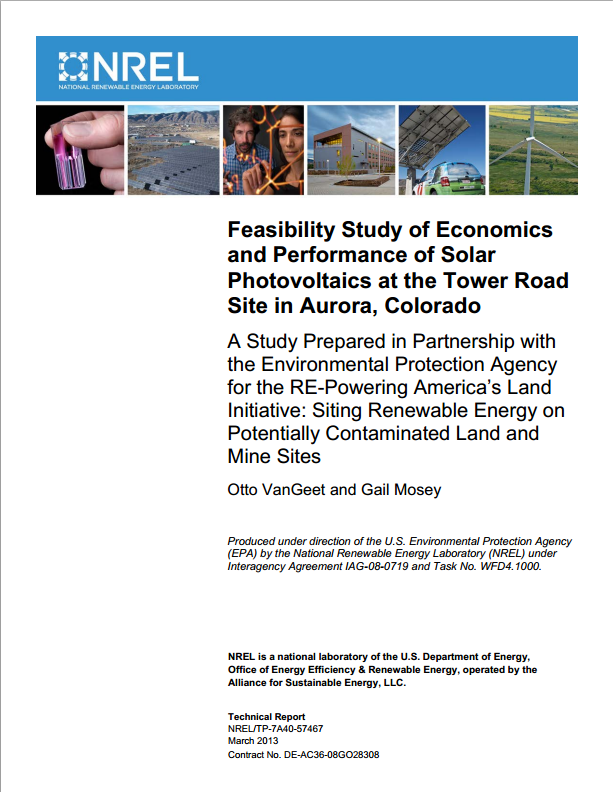 NREL
NATIONAL RENEWABLE ENERGY LABORATORY
Feasibility Study of Economics
and Performance of Solar
Photovoltaics at the Tower Road
Site in Aurora, Colorado
A Study Prepared in Partnership with
the Environmental Protection Agency
for the RE-Powering America’s Land
Initiative: Siting Renewable Energy on
Potentially Contaminated Land and
Mine Sites
Otto VanGeet and Gail Mosey
Produced under direction of the U.S. Environmental Protection Agency
(EPA) by the National Renewable Energy Laboratory (NREL) under
Interagency Agreement IAG-08-0719 and Task No. WFD4.1000.
NREL is a national laboratory of the U.S. Department of Energy,
Office of Energy Efficiency & Renewable Energy, operated by the
Alliance for Sustainable Energy, LLC.
Technical Report
NREL/TP-7A40-57467
March 2013
Contract No. DE-AC36-08GO28308